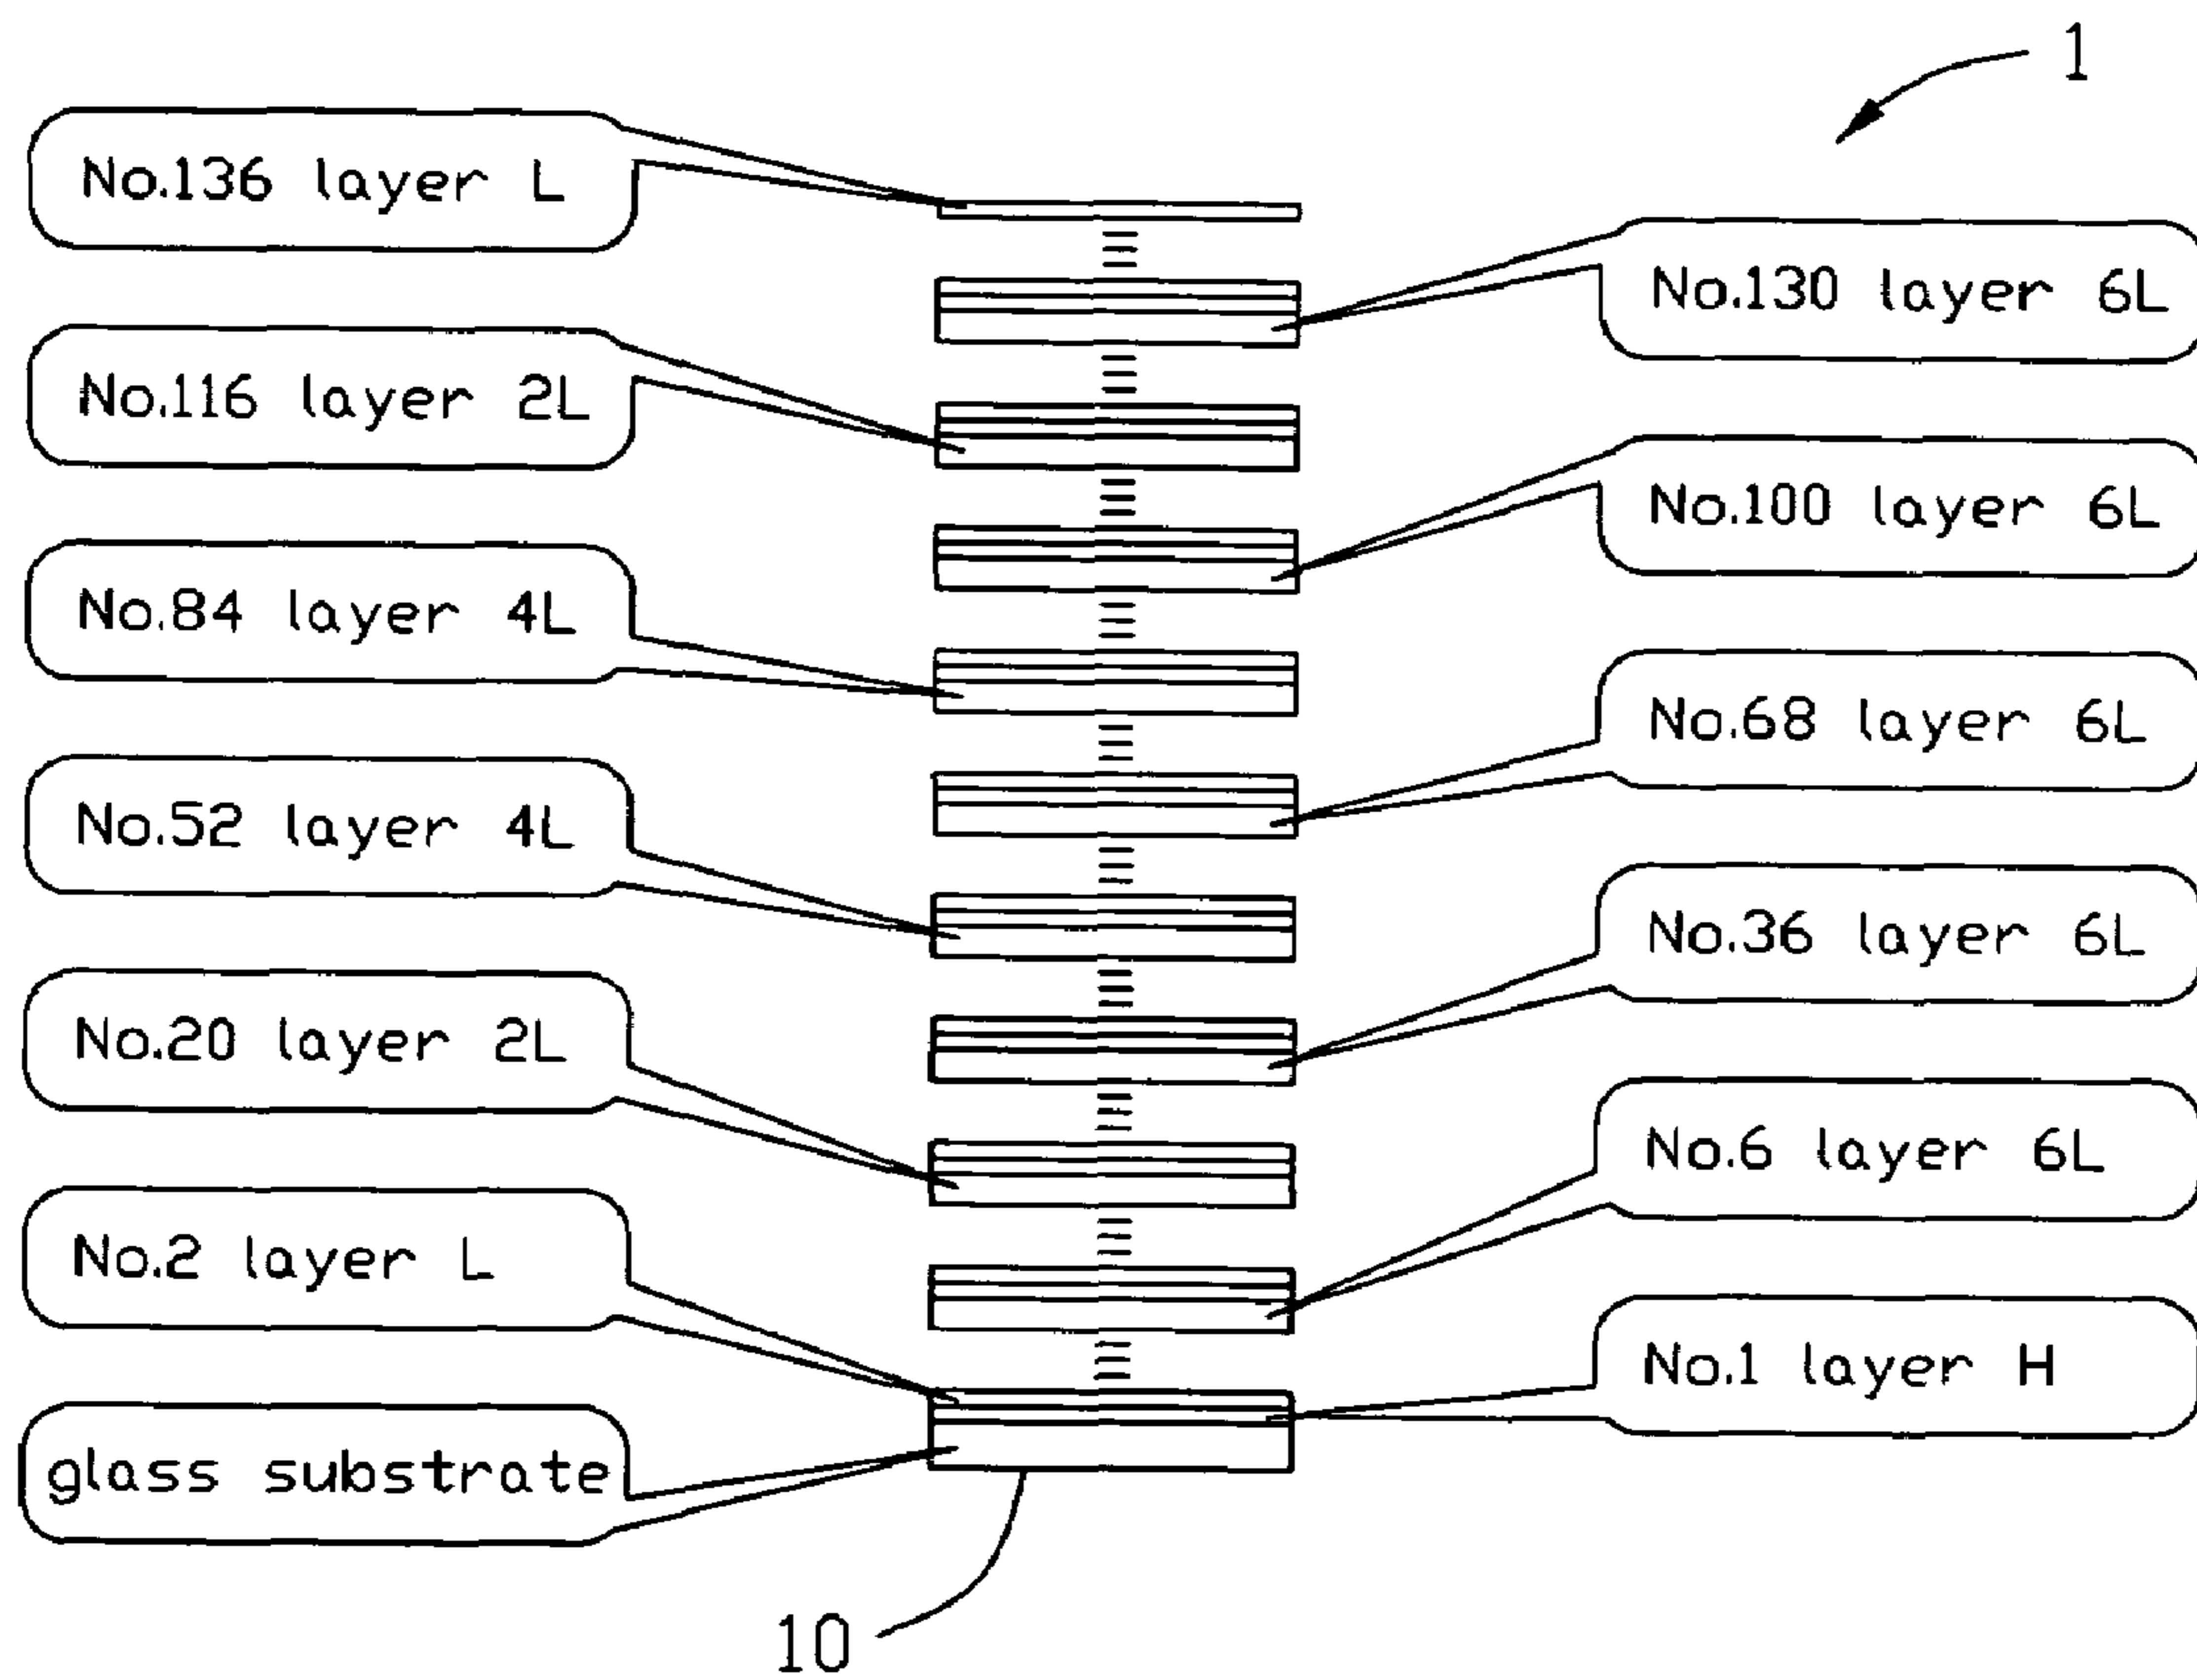 1
No.136 layer L
No.130 layer 6L
No.116 layer 2L
No.100 layer 6L
No.84 layer 4L
No.68 layer 6L
No.52 layer 4L
No.36 layer 6L
No.20 layer 2L
No.6 layer 6L
No.2 layer L
No.1 layer H
glass substrate
10